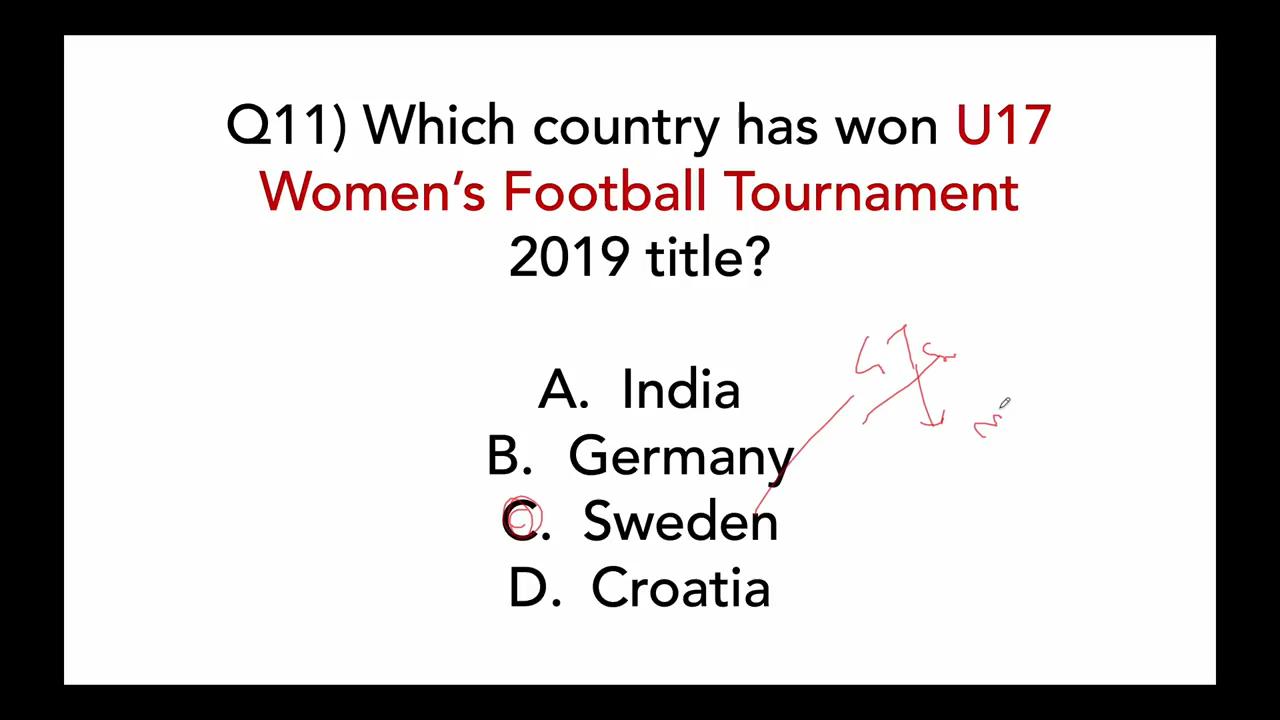 Q11) Which country has won U17
Women’s Football Tournament
2019 title?
A. India
B. Germany
C. Sweden
D. Croatia